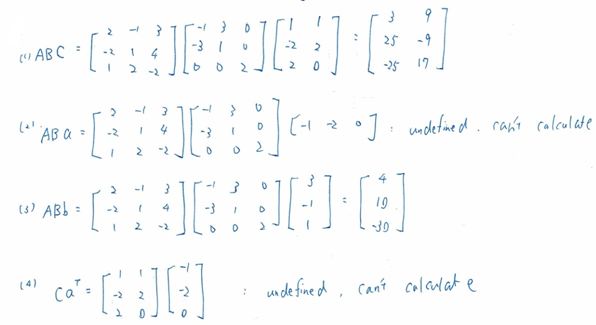 (1) ABC = [2 -1 3; -2 1 4; 1 2 -2] [-1 3 0; -3 1 0; 0 0 2] [1 1; -2 2; 2 0] = [3 9; 25 -9; -25 17]
(2) ABa = [2 -1 3; -2 1 4; 1 2 -2] [-1 3 0; -3 1 0; 0 0 2] [-1 -2 0] : undefined. can't calculate
(3) ABb = [2 -1 3; -2 1 4; 1 2 -2] [-1 3 0; -3 1 0; 0 0 2] [3; -1; 1] = [4; 10; -30]
(4) Ca^T = [1 1; -2 2; 2 0] [-1; -2; 0] : undefined, can't calculate